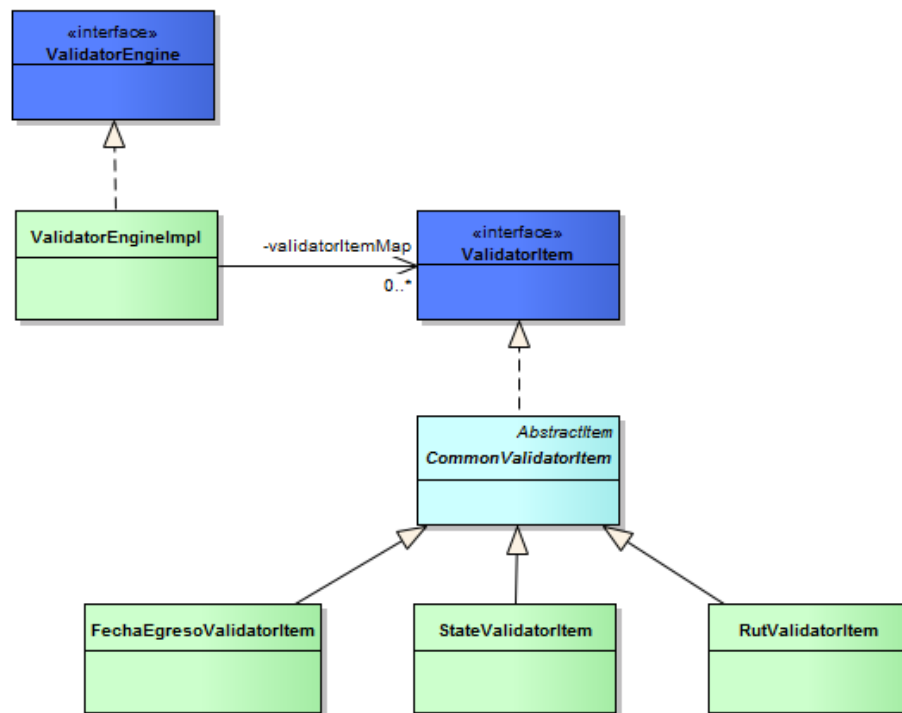 «interface»
ValidatorEngine
ValidatorEngineImpl
-validatorItemMap
0..*
«interface»
ValidatorItem
AbstractItem
CommonValidatorItem
FechaEgresoValidatorItem
StateValidatorItem
RutValidatorItem